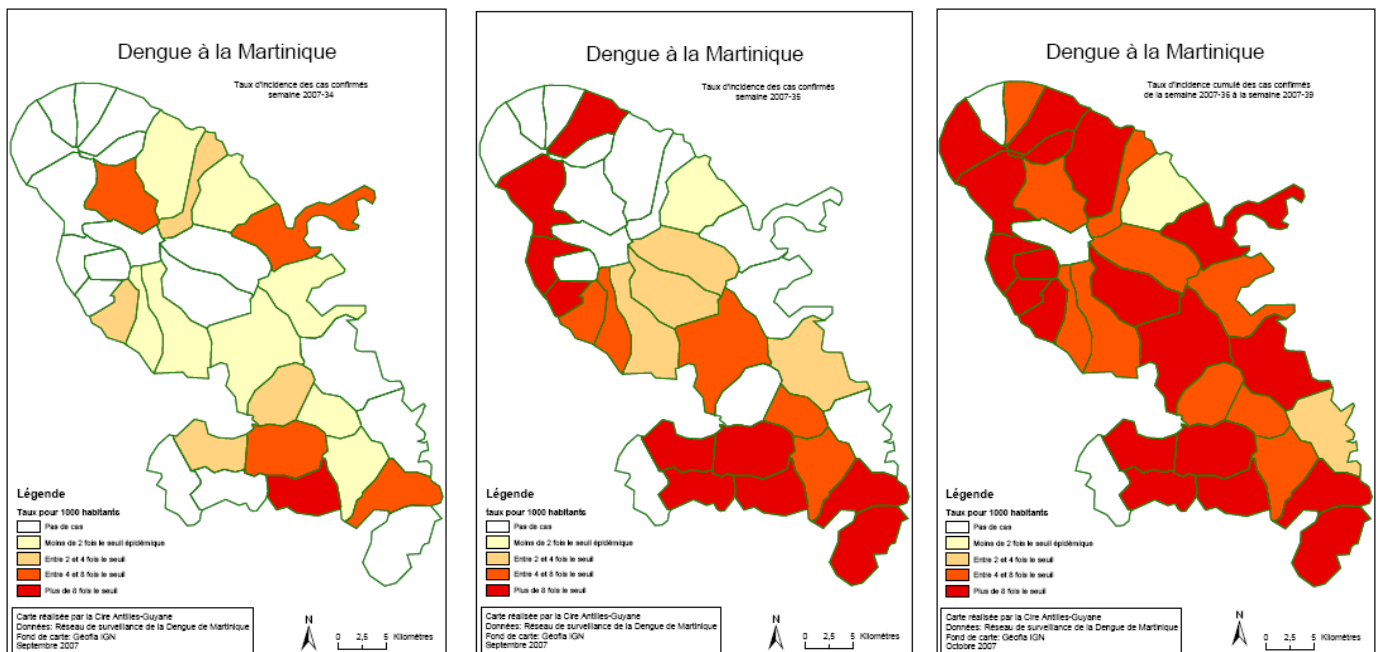 Dengue à la Martinique
Taux d'incidence des cas confirmés
semaine 2007-34
Légende
Taux pour 1000 habitants
Pas de cas
Moins de 2 fois le seuil épidémique
Entre 2 et 4 fois le seuil
Entre 4 et 8 fois le seuil
Plus de 8 fois le seuil
Carte réalisée par la Cire Antilles-Guyane
Données: Réseau de surveillance de la Dengue de Martinique
Fond de carte: Géofla IGN
Septembre 2007
N
0 2,5 5 Kilomètres
Dengue à la Martinique
Taux d'incidence des cas confirmés
semaine 2007-35
Légende
taux pour 1000 habitants
Pas de cas
Moins de 2 fois le seuil épidémique
Entre 2 et 4 fois le seuil
Entre 4 et 8 fois le seuil
Plus de 8 fois le seuil
Carte réalisée par la Cire Antilles-Guyane
Données: Réseau de surveillance de la Dengue de Martinique
Fond de carte: Géofla IGN
Septembre 2007
N
0 2,5 5 Kilomètres
Dengue à la Martinique
Taux d'incidence cumulé des cas confirmés
de la semaine 2007-36 à la semaine 2007-39
Légende
Taux pour 1000 habitants
Pas de cas
Moins de 2 fois le seuil épidémique
Entre 2 et 4 fois le seuil
Entre 4 et 8 fois le seuil
Plus de 8 fois le seuil
Carte réalisée par la Cire Antilles-Guyane
Données: Réseau de surveillance de la Dengue de Martinique
Fond de carte: Géofla IGN
Octobre 2007
N
0 2,5 5 Kilomètres